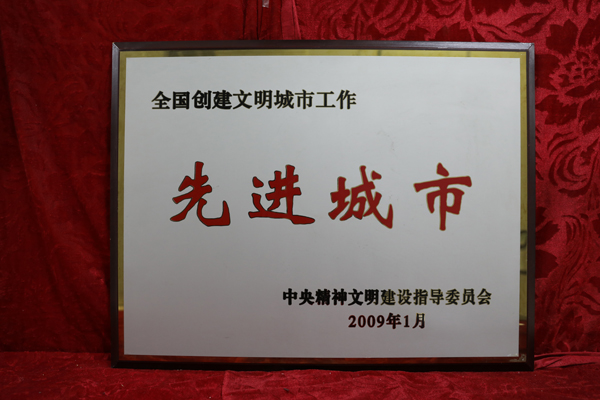 全国创建文明城市工作
先进城市
中央精神文明建设指导委员会
2009年1月